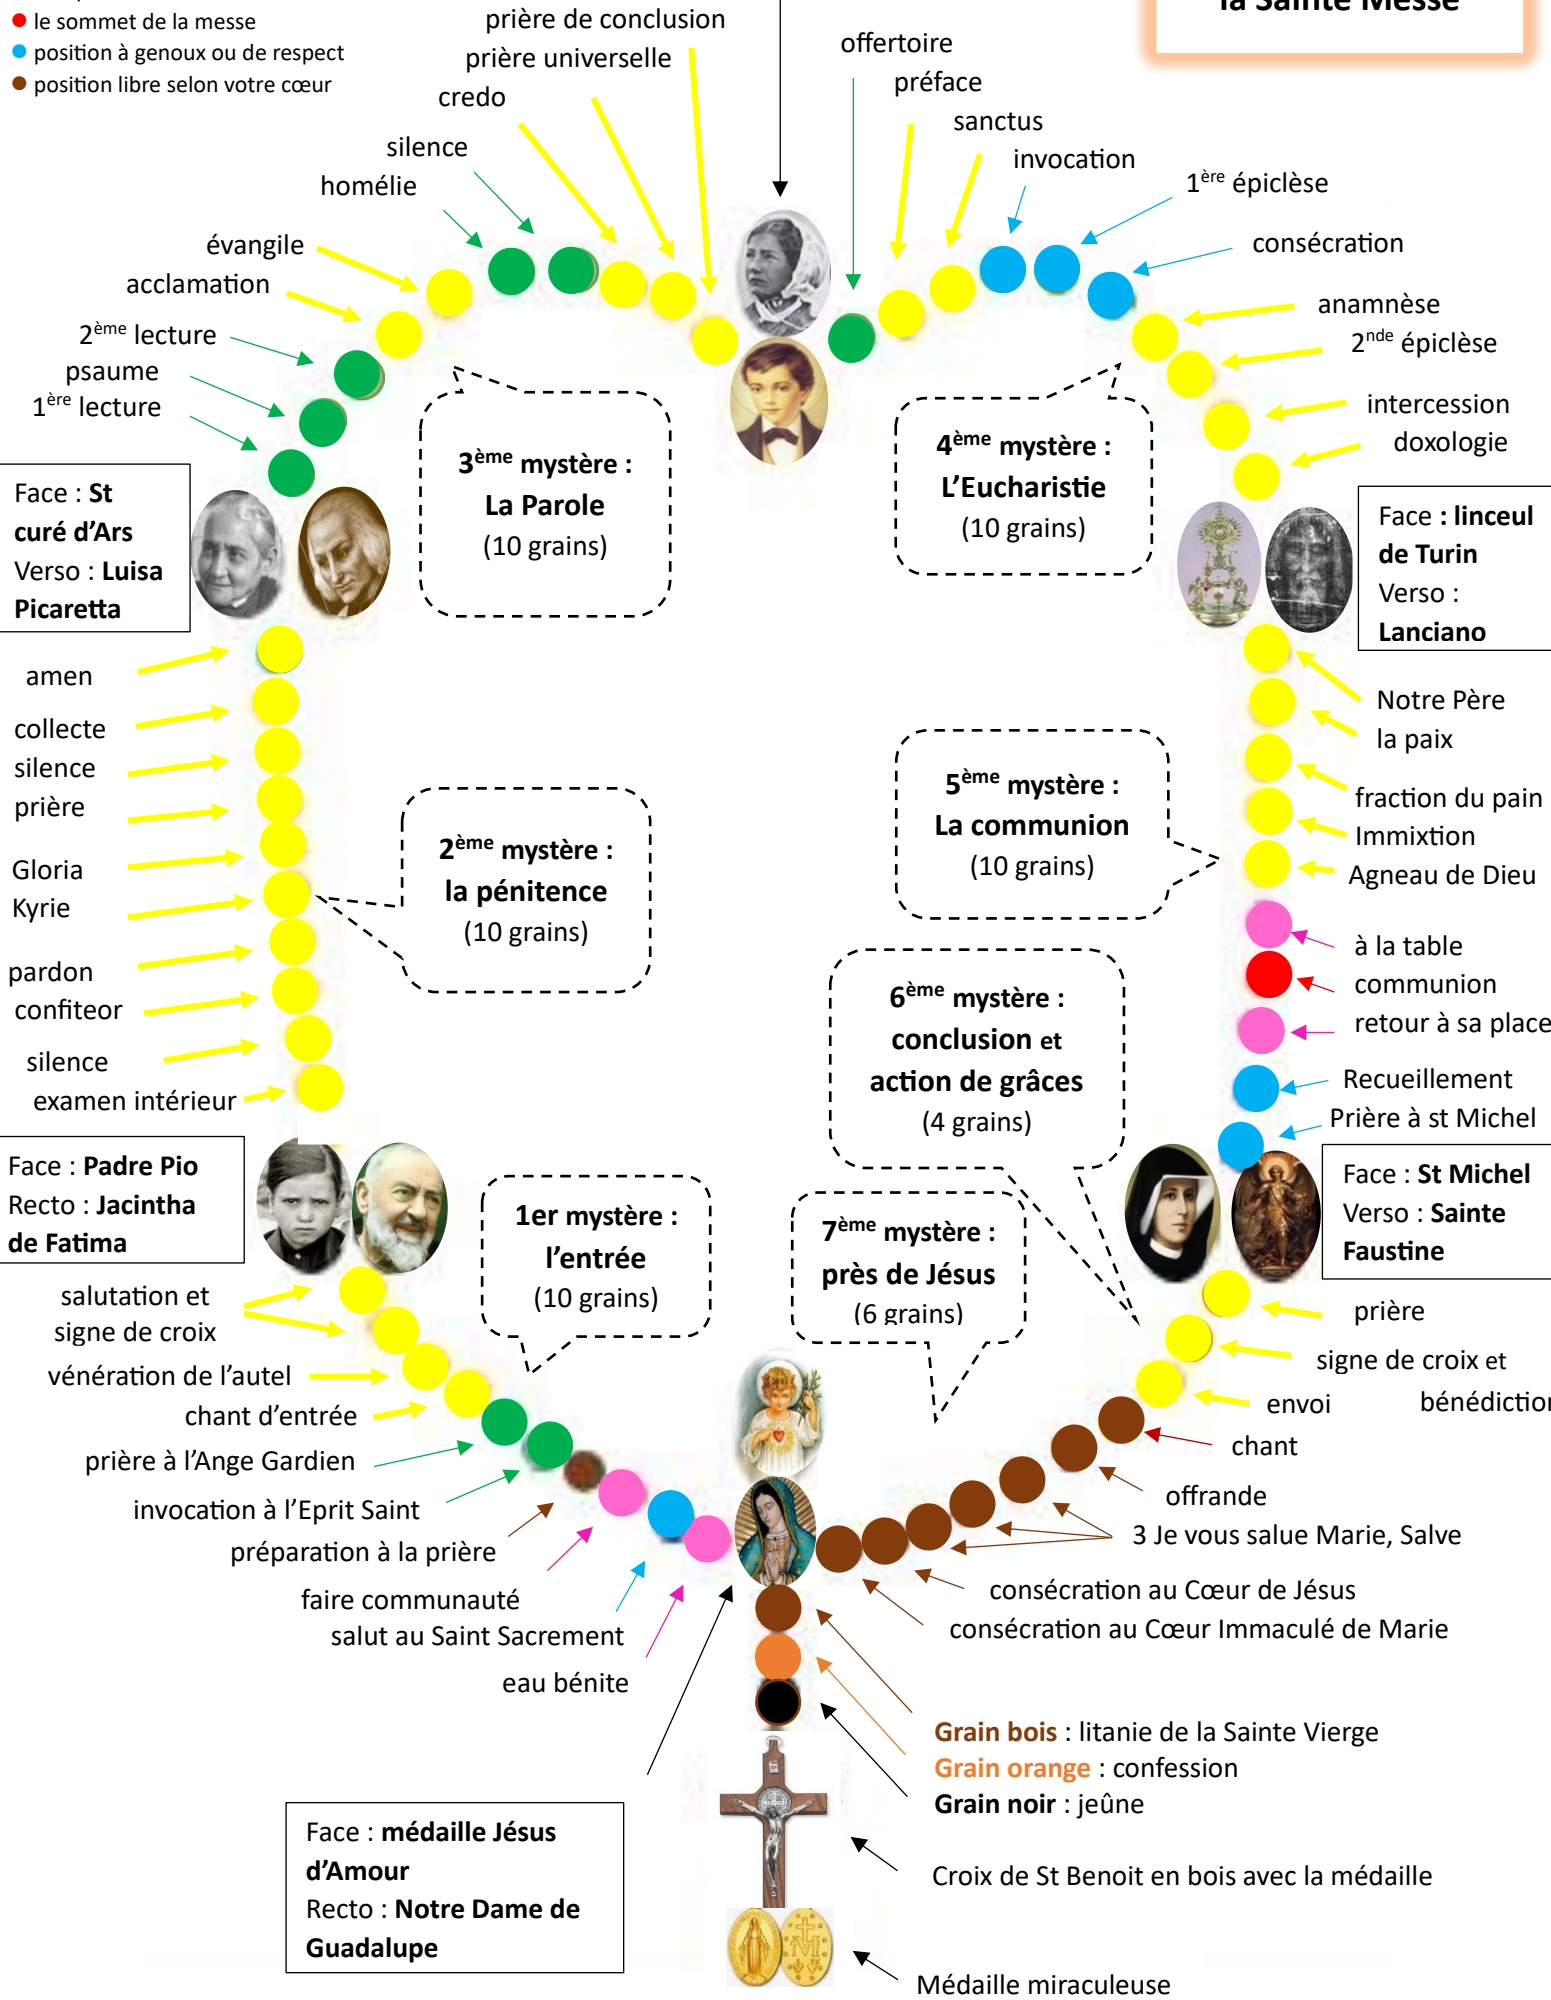 la Sainte Messe
le sommet de la messe
position à genoux ou de respect
position libre selon votre cœur
prière de conclusion
prière universelle
credo
silence
homélie
évangile
acclamation
2ème lecture
psaume
1ère lecture
offertoire
préface
sanctus
invocation
1ère épiclèse
consécration
anamnèse
2nde épiclèse
intercession
doxologie
3ème mystère :
La Parole
(10 grains)
4ème mystère :
L'Eucharistie
(10 grains)
Face : St
curé d'Ars
Verso : Luisa
Picaretta
Face : linceul
de Turin
Verso :
Lanciano
amen
collecte
silence
prière
Gloria
Kyrie
pardon
confiteor
silence
examen intérieur
2ème mystère :
la pénitence
(10 grains)
5ème mystère :
La communion
(10 grains)
Notre Père
la paix
fraction du pain
Immixtion
Agneau de Dieu
à la table
communion
retour à sa place
Recueillement
Prière à st Michel
6ème mystère :
conclusion et
action de grâces
(4 grains)
Face : Padre Pio
Recto : Jacintha
de Fatima
1er mystère :
l'entrée
(10 grains)
7ème mystère :
près de Jésus
(6 grains)
Face : St Michel
Verso : Sainte
Faustine
salutation et
signe de croix
vénération de l'autel
chant d'entrée
prière à l'Ange Gardien
invocation à l'Eprit Saint
préparation à la prière
faire communauté
salut au Saint Sacrement
eau bénite
prière
signe de croix et
envoi bénédiction
chant
offrande
3 Je vous salue Marie, Salve
consécration au Cœur de Jésus
consécration au Cœur Immaculé de Marie
Grain bois : litanie de la Sainte Vierge
Grain orange : confession
Grain noir : jeûne
Face : médaille Jésus
d'Amour
Recto : Notre Dame de
Guadalupe
Croix de St Benoit en bois avec la médaille
Médaille miraculeuse